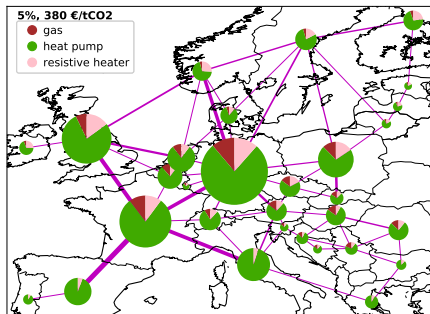 5%, 380 €/tCO2
gas
heat pump
resistive heater